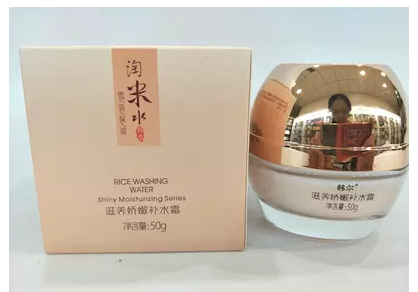 淘米水
RICE WASHING
WATER
Shiny Moisturizing Series
滋养娇嫩补水霜
净含量:50g
韩尔®
滋养娇嫩补水霜
净含量:50g